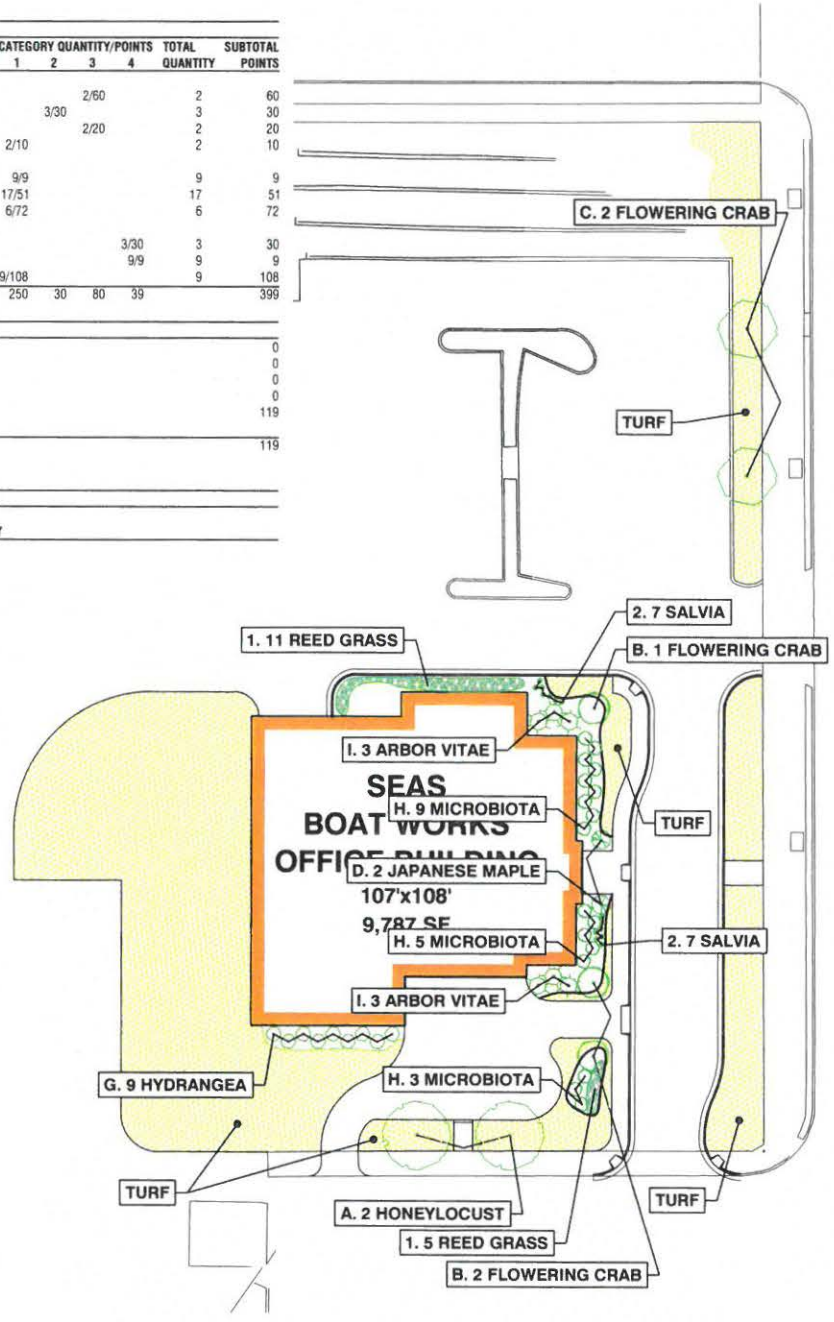 CATEGORY QUANTITY/POINTS TOTAL SUBTOTAL
1 2 3 4 QUANTITY POINTS
2/60 2 60
3/30 3 30
2/20 2 20
2/10 2 10
9/9 9 9
17/51 17 51
6/72 6 72
3/30 3 30
9/9 9 9
9/108 9 108
250 30 80 39 399
0
0
0
0
119
119
C. 2 FLOWERING CRAB
TURF
2. 7 SALVIA
1. 11 REED GRASS
B. 1 FLOWERING CRAB
I. 3 ARBOR VITAE
SEAS
H. 9 MICROBIOTA
BOAT WORKS
TURF
OFFICE BUILDING
D. 2 JAPANESE MAPLE
107'x108'
9,787 SF
H. 5 MICROBIOTA
2. 7 SALVIA
I. 3 ARBOR VITAE
G. 9 HYDRANGEA
H. 3 MICROBIOTA
TURF
TURF
A. 2 HONEYLOCUST
1. 5 REED GRASS
B. 2 FLOWERING CRAB